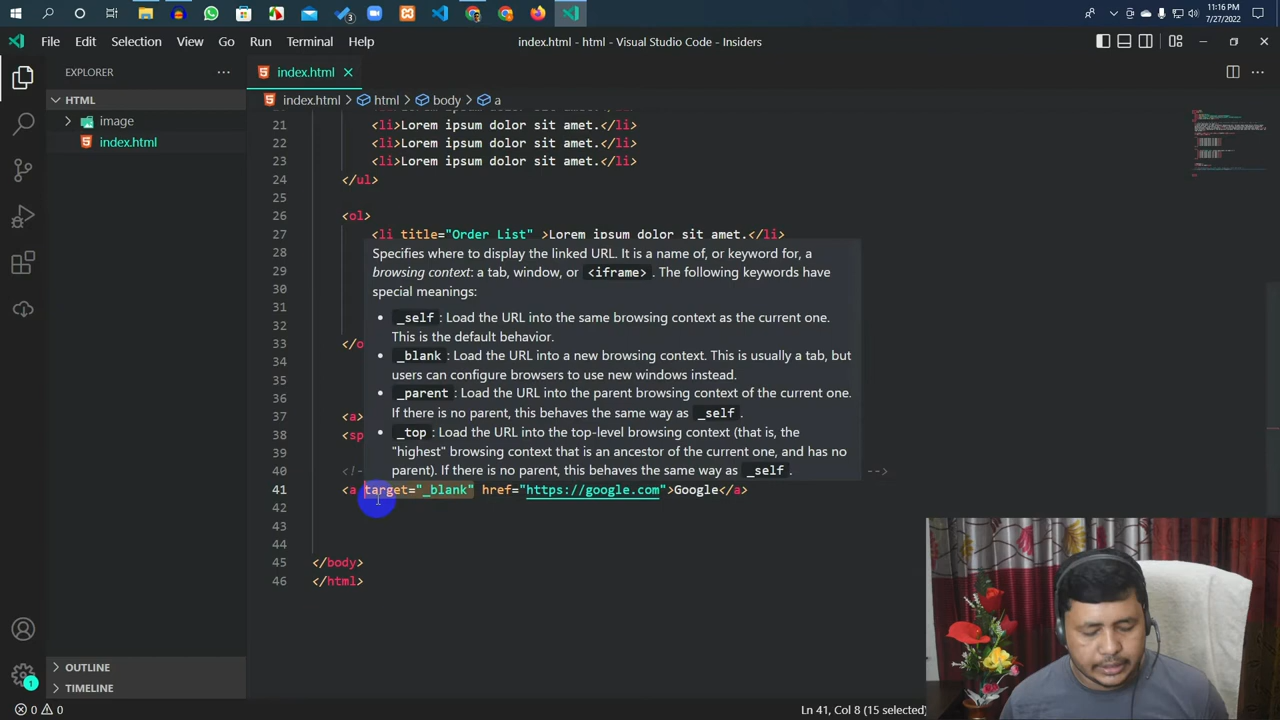 11:16 PM
7/27/2022
3
File Edit Selection View Go Run Terminal Help
index.html - html - Visual Studio Code - Insiders
EXPLORER
index.html
HTML
index.html > html > body > a
image
index.html
21 <li>Lorem ipsum dolor sit amet.</li>
22 <li>Lorem ipsum dolor sit amet.</li>
23 <li>Lorem ipsum dolor sit amet.</li>
24 </ul>
25
26 <ol>
27 <li title="Order List" >Lorem ipsum dolor sit amet.</li>
28
29
30
31
32
33 </o
34
35
36
37 <a>
38 <sp
39
40 <!-- -->
Specifies where to display the linked URL. It is a name of, or keyword for, a
browsing context: a tab, window, or <iframe>. The following keywords have
special meanings:
• _self: Load the URL into the same browsing context as the current one.
This is the default behavior.
• _blank: Load the URL into a new browsing context. This is usually a tab, but
users can configure browsers to use new windows instead.
• _parent: Load the URL into the parent browsing context of the current one.
If there is no parent, this behaves the same way as _self.
• _top: Load the URL into the top-level browsing context (that is, the
"highest" browsing context that is an ancestor of the current one, and has no
parent). If there is no parent, this behaves the same way as _self.
41 <a target="_blank" href="https://google.com">Google</a>
42
43
44
45 </body>
46 </html>
OUTLINE
TIMELINE
1
0 0
Ln 41, Col 8 (15 selected)